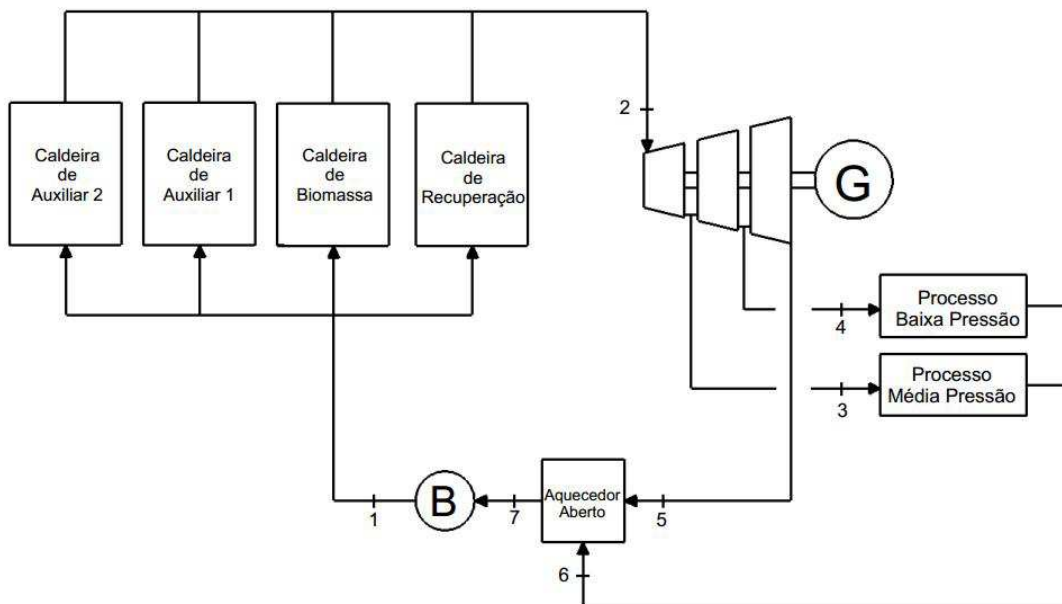 Caldeira
de
Auxiliar 2
Caldeira
de
Auxiliar 1
Caldeira
de
Biomassa
Caldeira
de
Recuperação
2
G
Processo
Baixa Pressão
4
Processo
Média Pressão
3
Aquecedor
Aberto
B
1
7
5
6